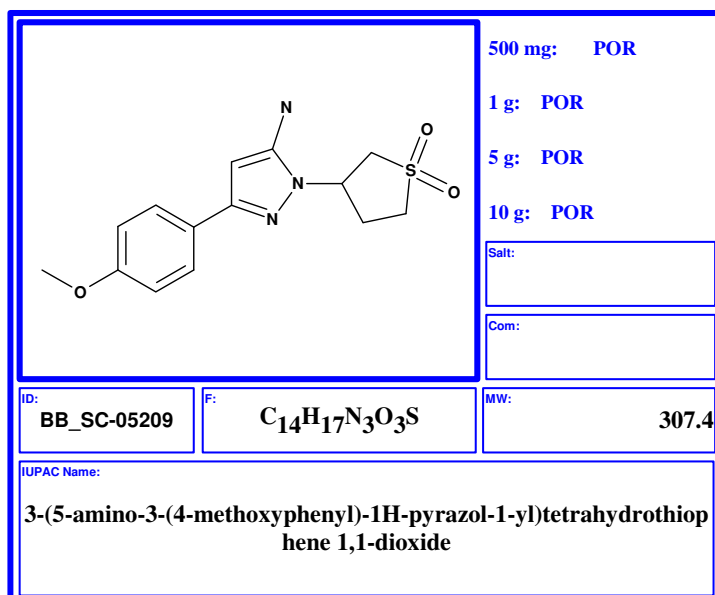 500 mg: POR
1 g: POR
5 g: POR
10 g: POR
N
O
S
O
N
N
O
Salt:
Com:
ID:
BB_SC-05209
F:
C14H17N3O3S
MW:
307.4
IUPAC Name:
3-(5-amino-3-(4-methoxyphenyl)-1H-pyrazol-1-yl)tetrahydrothiop
hene 1,1-dioxide